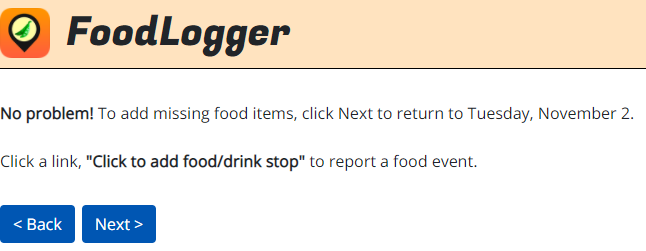 FoodLogger
No problem! To add missing food items, click Next to return to Tuesday, November 2.
Click a link, "Click to add food/drink stop" to report a food event.
< Back Next >